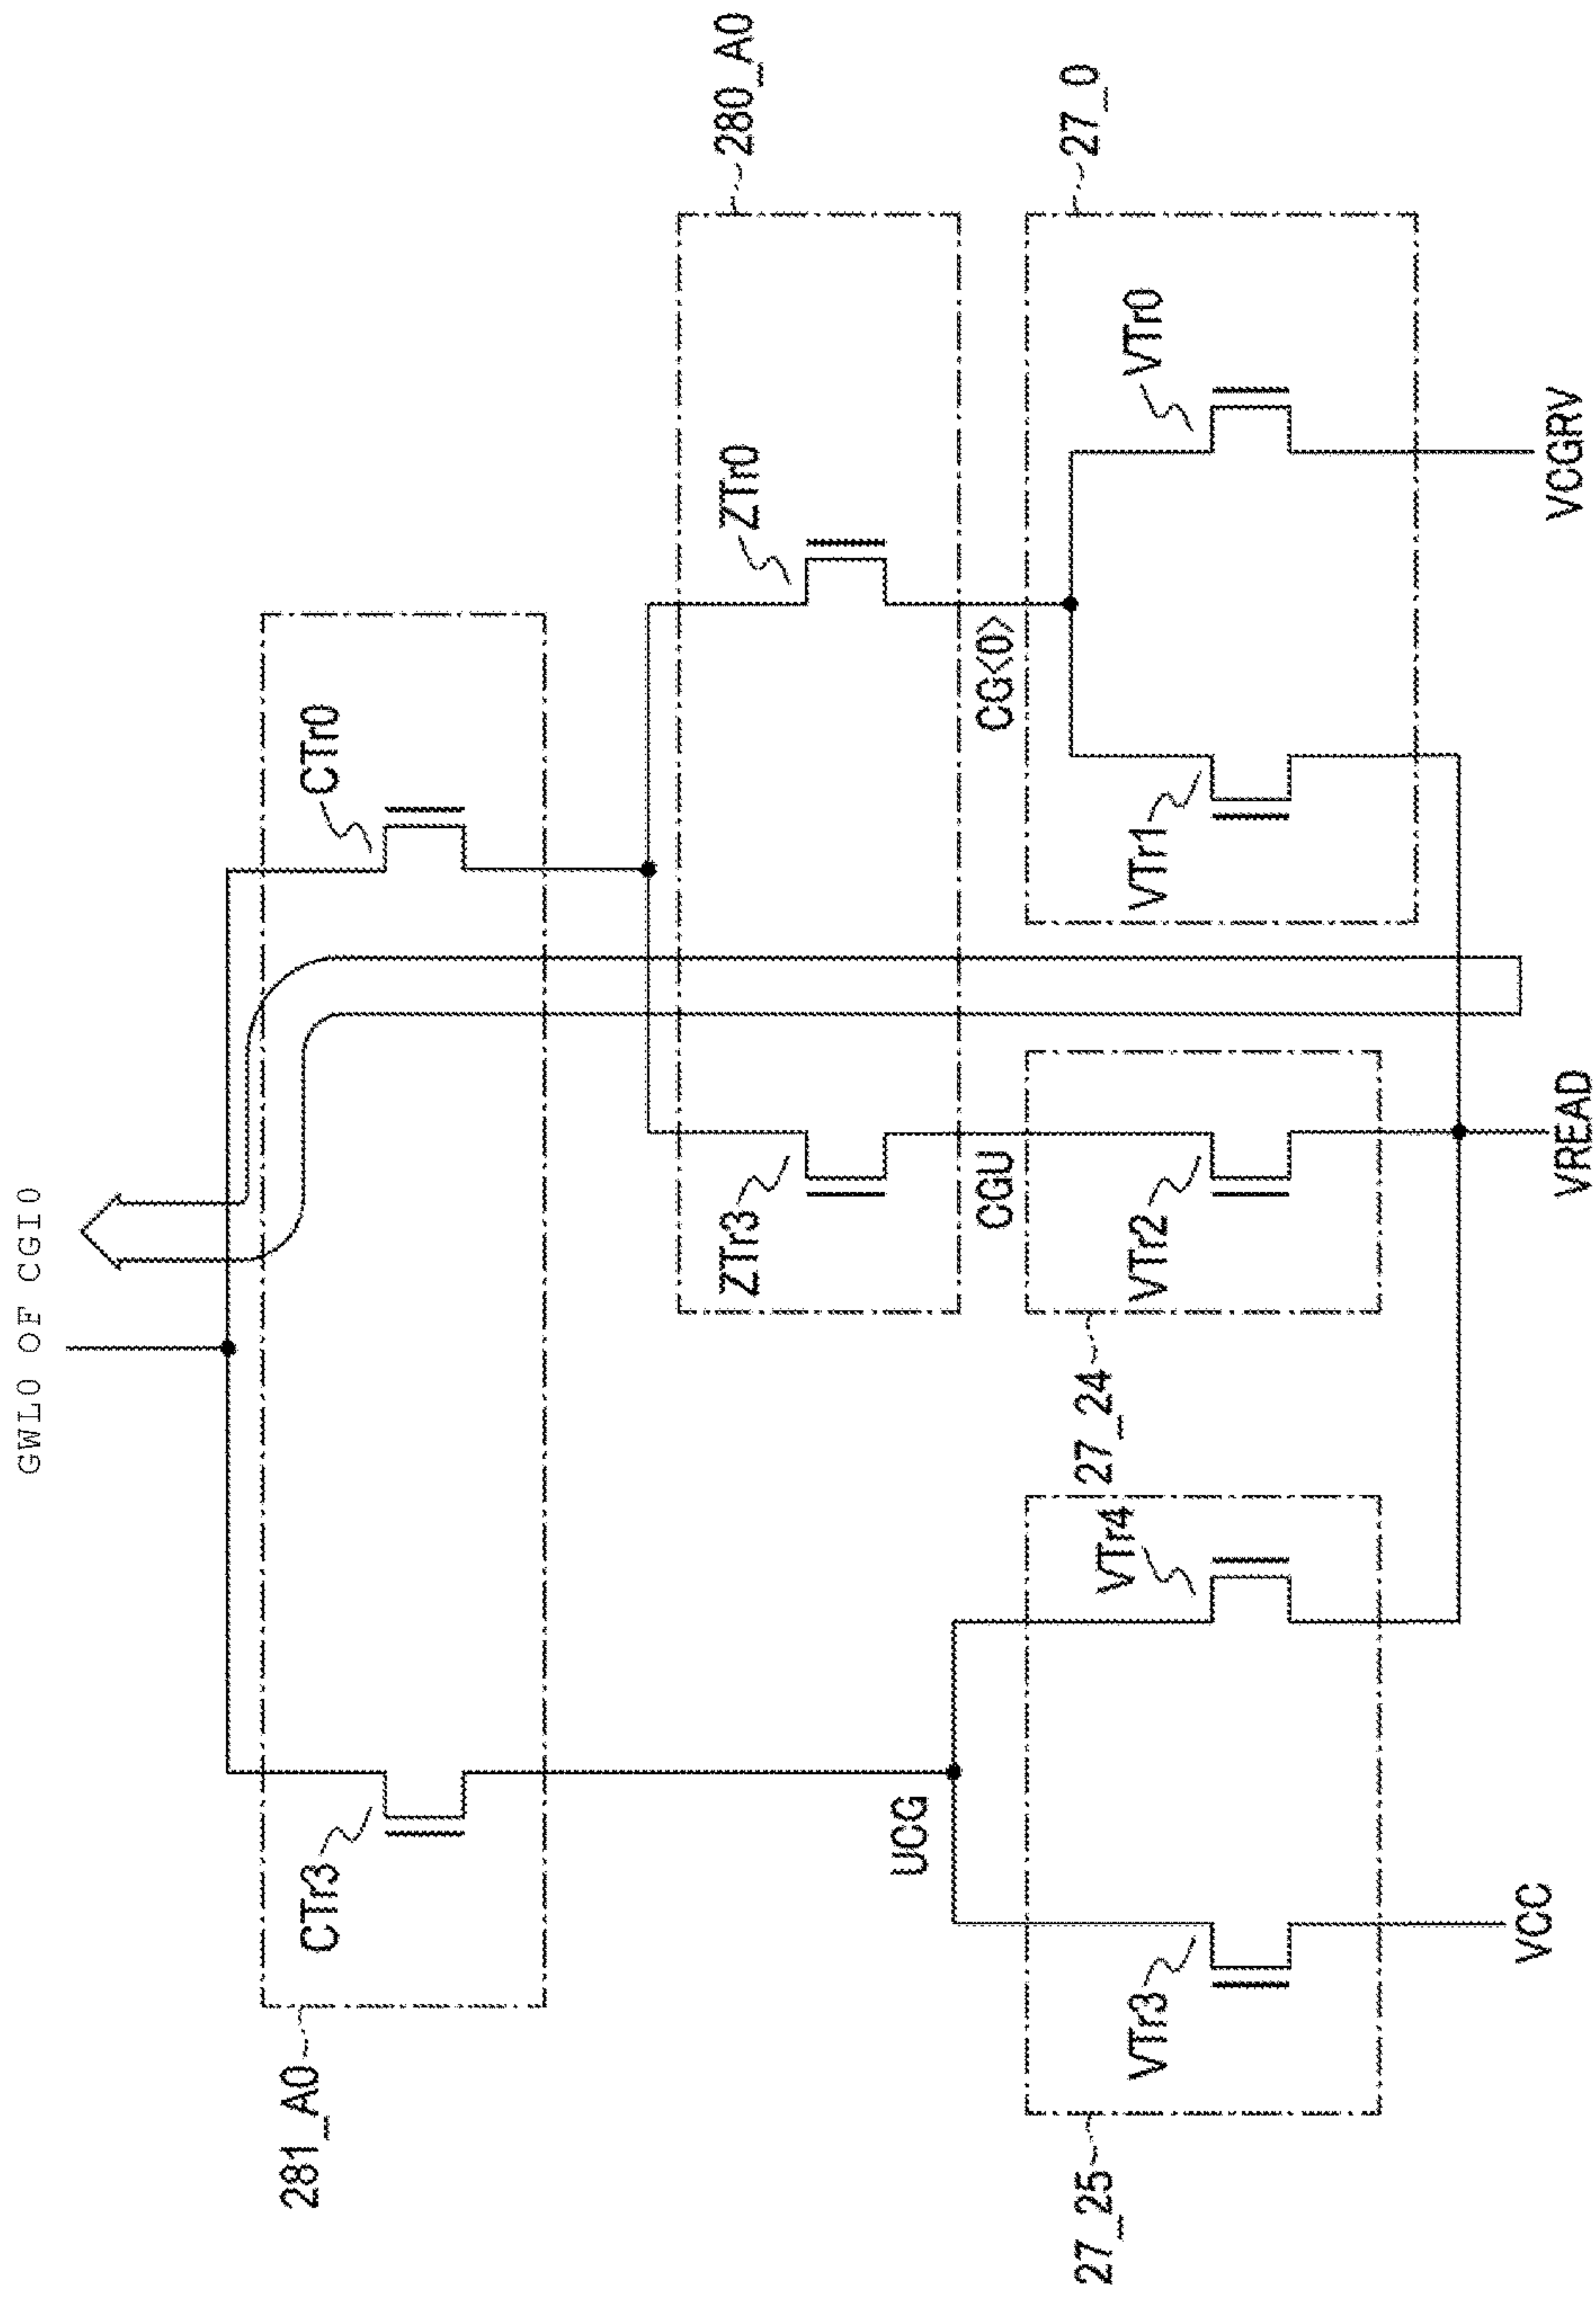 GWL0 OF CGI0
281_A0
CTr3
CTr0
280_A0
ZTr3
ZTr0
UCG
CGU
CG<0>
27_25
VTr3
VTr4
27_24
VTr2
VTr1
VTr0
27_0
VCC
VREAD
VCGRV